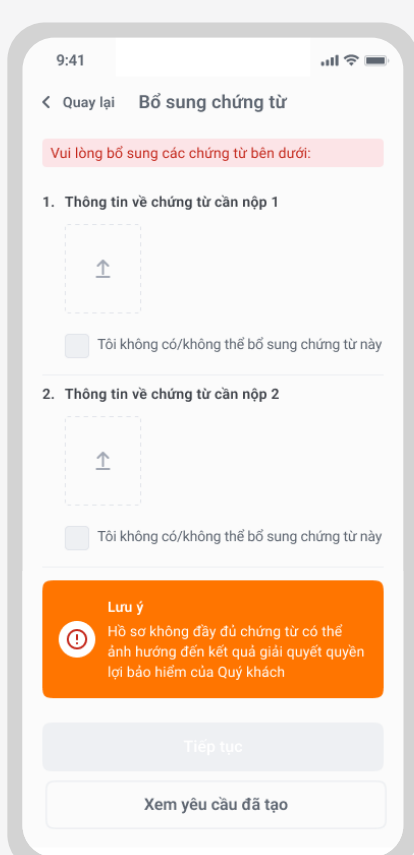 9:41
Quay lại Bổ sung chứng từ
Vui lòng bổ sung các chứng từ bên dưới:
1. Thông tin về chứng từ cần nộp 1
Tôi không có/không thể bổ sung chứng từ này
2. Thông tin về chứng từ cần nộp 2
Tôi không có/không thể bổ sung chứng từ này
Lưu ý
Hồ sơ không đầy đủ chứng từ có thể
ảnh hưởng đến kết quả giải quyết quyền
lợi bảo hiểm của Quý khách
Tiếp tục
Xem yêu cầu đã tạo